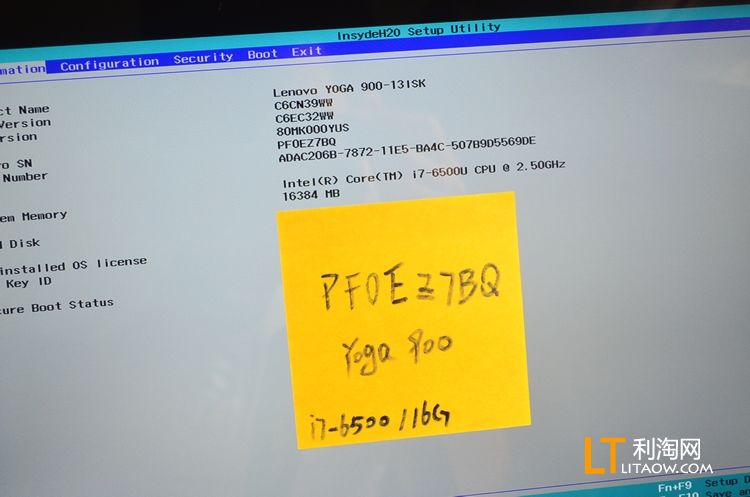 InsydeH20 Setup Utility
mation Configuration Security Boot Exit
ct Name Lenovo YOGA 900-13ISK
Version C6CN39WW
rsion C6EC32WW
80MK000YUS
o SN PF0EZ7BQ
Number ADAC206B-7872-11E5-BA4C-507B9D5569DE
Intel(R) Core(TM) i7-6500U CPU @ 2.50GHz
em Memory 16384 MB
Disk
installed OS license
Key ID
ure Boot Status
PF0EZ7BQ
Yoga 900
i7-6500/16G
LT 利淘网
LITAOW.COM
Fn+F9 Setup D
F10 Save an